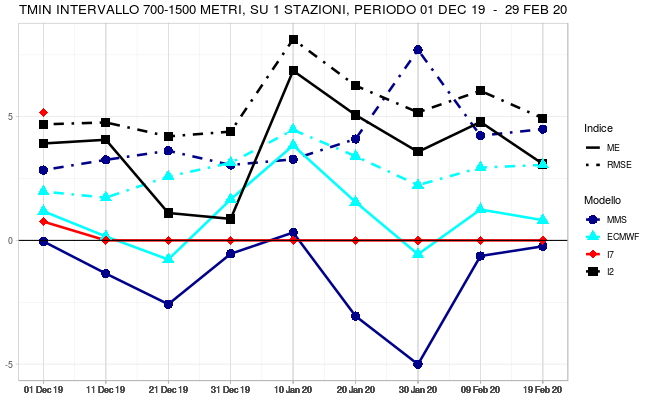 TMIN INTERVALLO 700-1500 METRI, SU 1 STAZIONI, PERIODO 01 DEC 19 - 29 FEB 20
5
0
-5
01 Dec 19 11 Dec 19 21 Dec 19 31 Dec 19 10 Jan 20 20 Jan 20 30 Jan 20 09 Feb 20 19 Feb 20
Indice
ME
RMSE
Modello
MMS
ECMWF
I7
I2